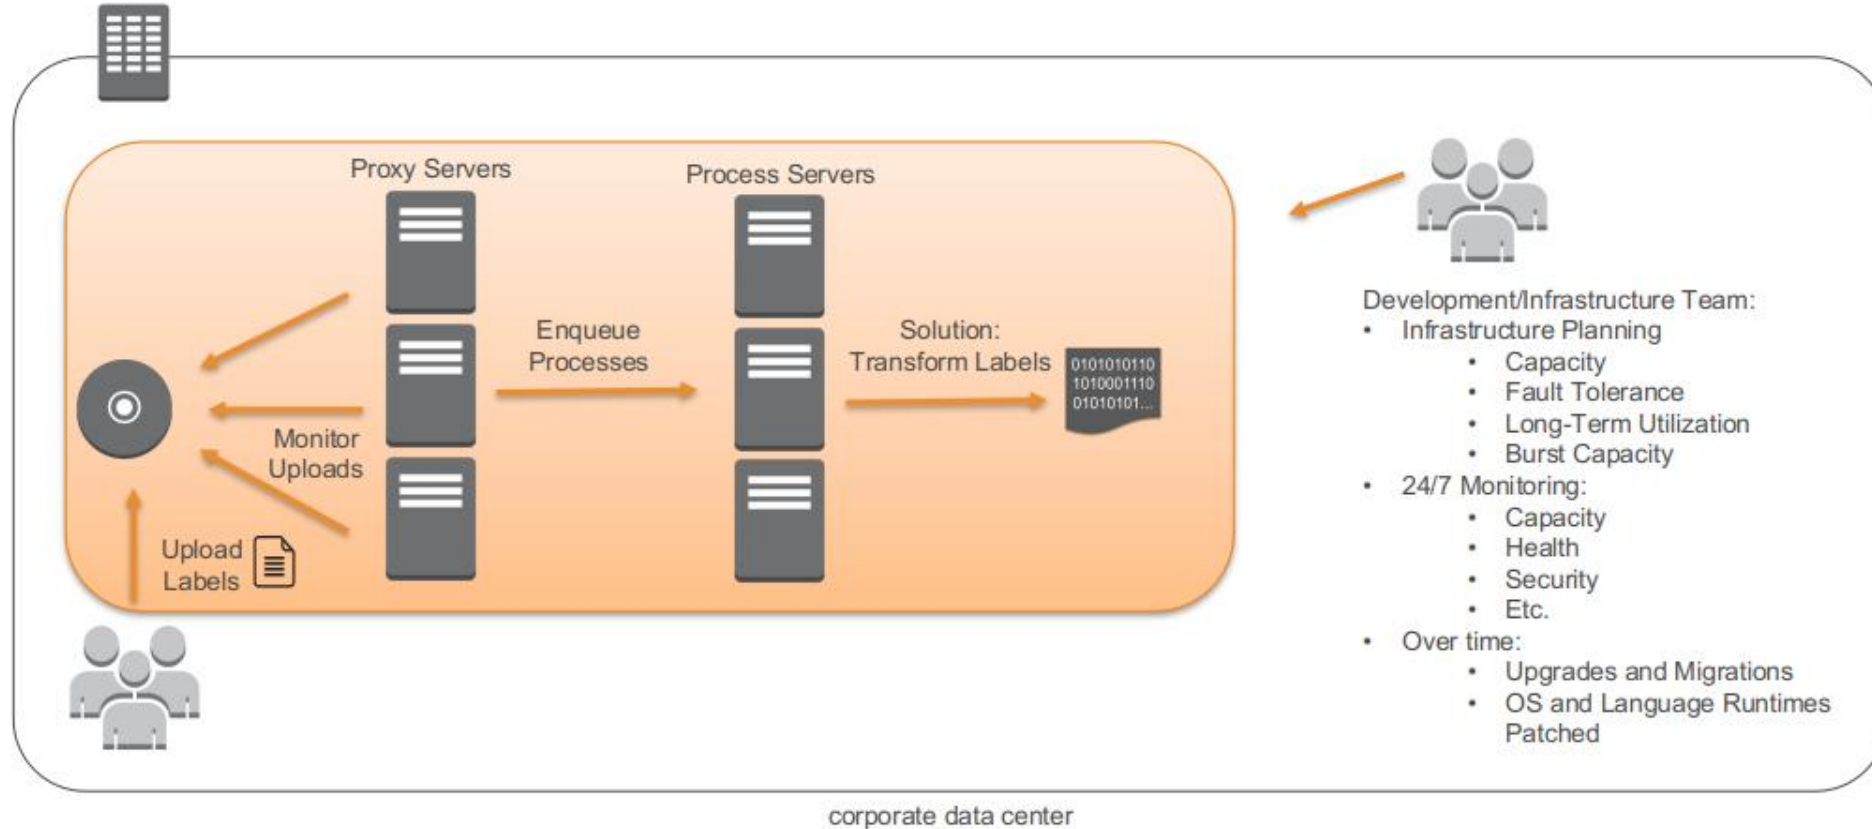 Proxy Servers
Process Servers
Enqueue
Processes
Solution:
Transform Labels
0101010110
1010001110
01010101...
Monitor
Uploads
Upload
Labels
Development/Infrastructure Team:
• Infrastructure Planning
• Capacity
• Fault Tolerance
• Long-Term Utilization
• Burst Capacity
• 24/7 Monitoring:
• Capacity
• Health
• Security
• Etc.
• Over time:
• Upgrades and Migrations
• OS and Language Runtimes
Patched
corporate data center